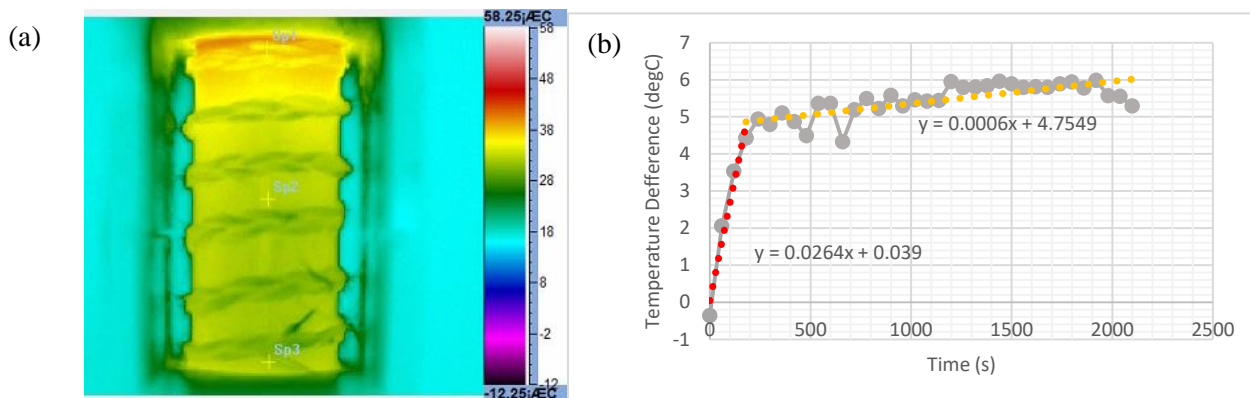 (a)
58.25¡ÆC
58
48
38
28
18
8
-2
-12
-12.25¡ÆC
Sp2
Sp3
(b)
Temperature Defference (degC)
7
6
5
4
3
2
1
0
-1
y = 0.0006x + 4.7549
y = 0.0264x + 0.039
0
500
1000
1500
2000
2500
Time (s)